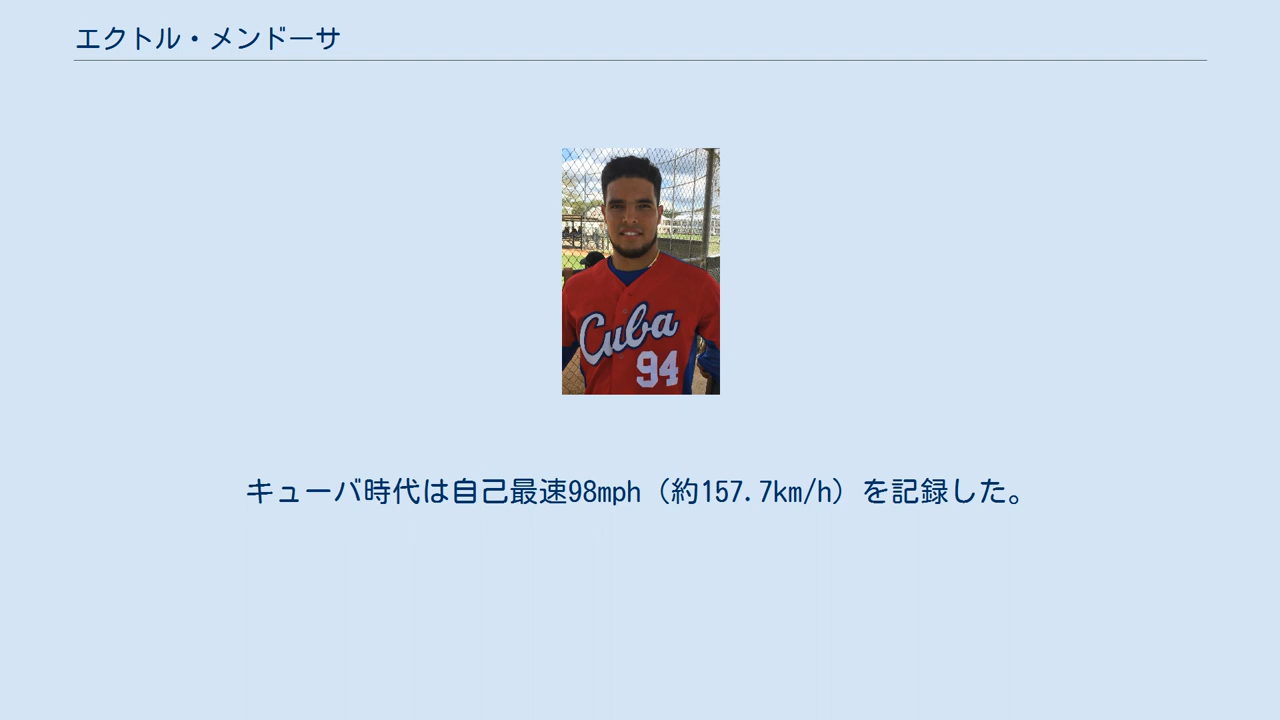 エクトル・メンドーサ
Cuba
94
キューバ時代は自己最速98mph（約157.7km/h）を記録した。